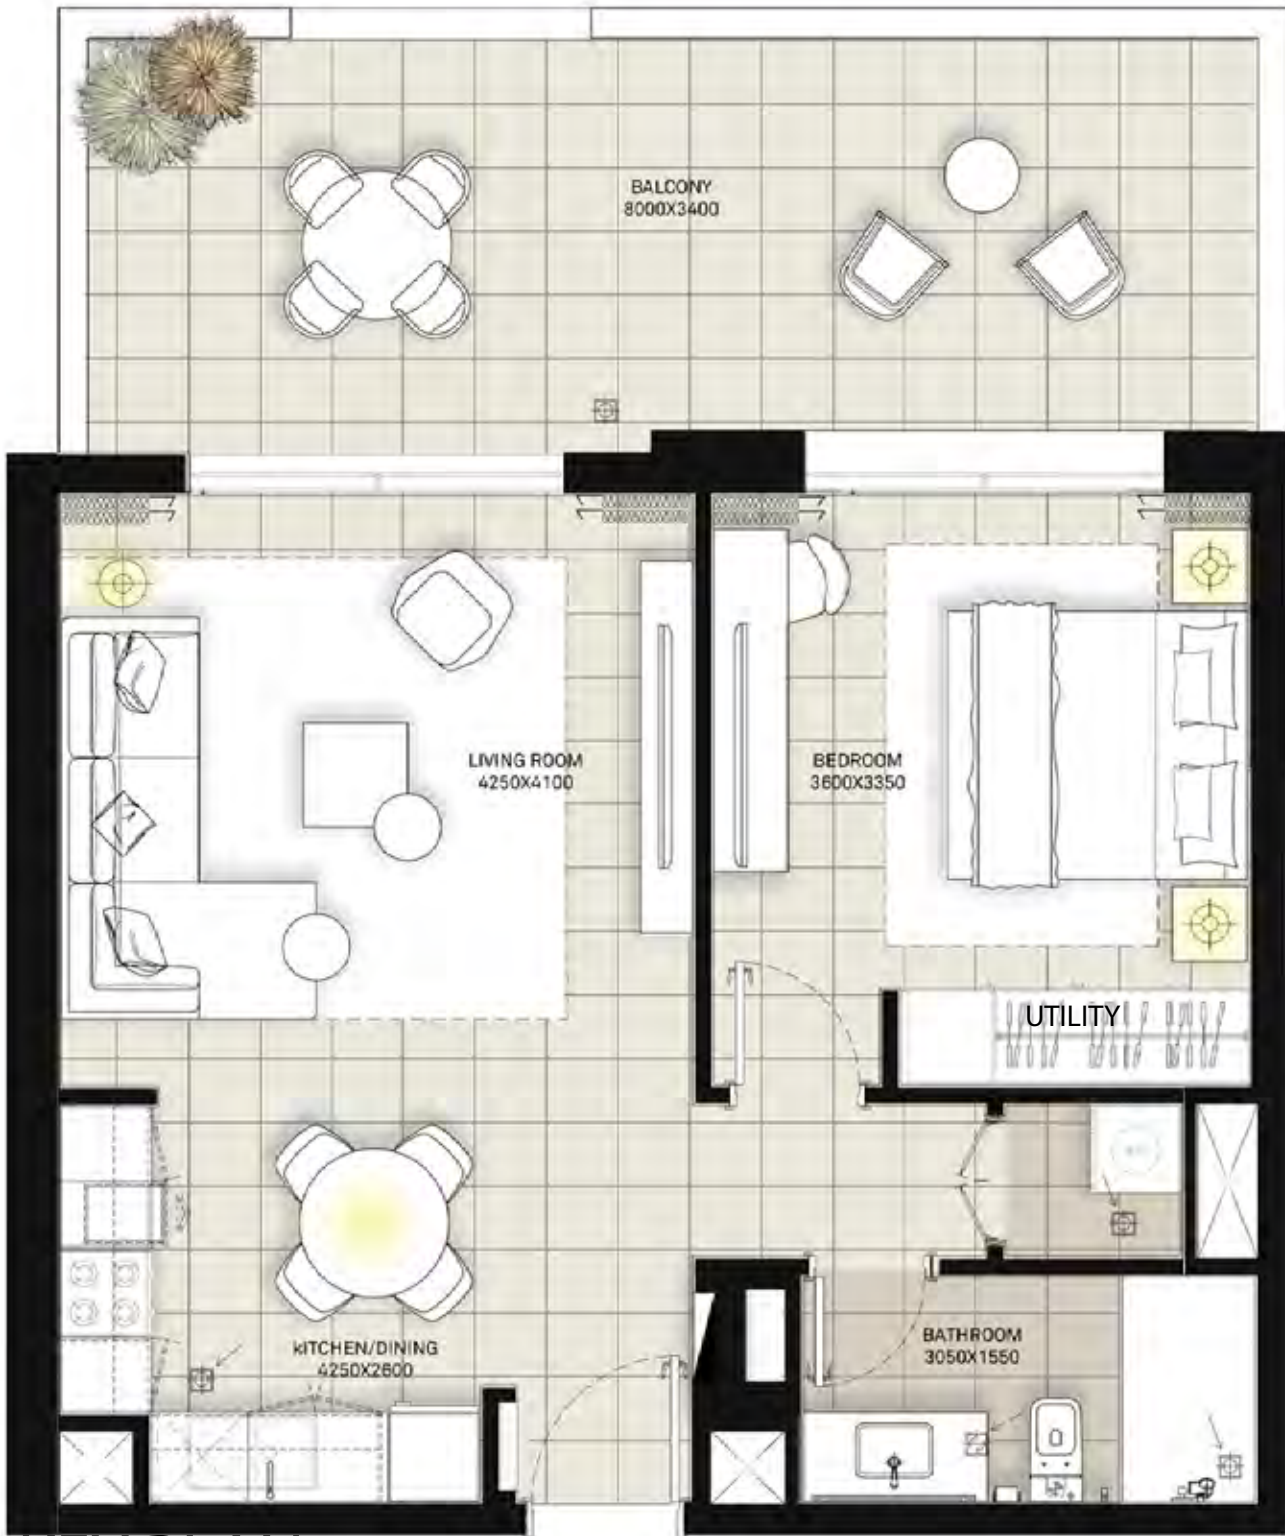 BALCONY
8000X3400
LIVING ROOM
4250X4100
BEDROOM
3600X3350
UTILITY
kITCHEN/DINING
4250X2600
BATHROOM
3050X1550